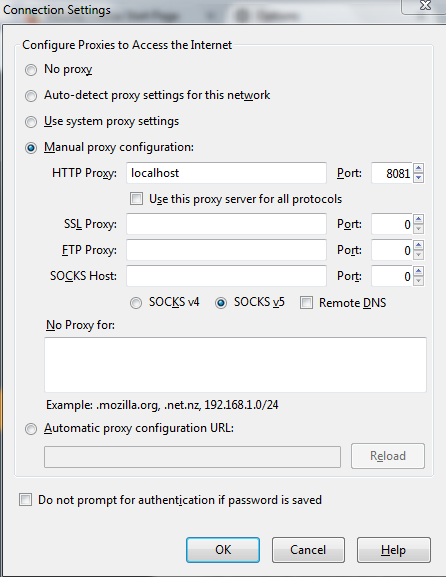 Connection Settings
Configure Proxies to Access the Internet
No proxy
Auto-detect proxy settings for this network
Use system proxy settings
Manual proxy configuration:
HTTP Proxy: localhost Port: 8081
Use this proxy server for all protocols
SSL Proxy: Port: 0
FTP Proxy: Port: 0
SOCKS Host: Port: 0
SOCKS v4 SOCKS v5 Remote DNS
No Proxy for:
Example: .mozilla.org, .net.nz, 192.168.1.0/24
Automatic proxy configuration URL:
Reload
Do not prompt for authentication if password is saved
OK Cancel Help